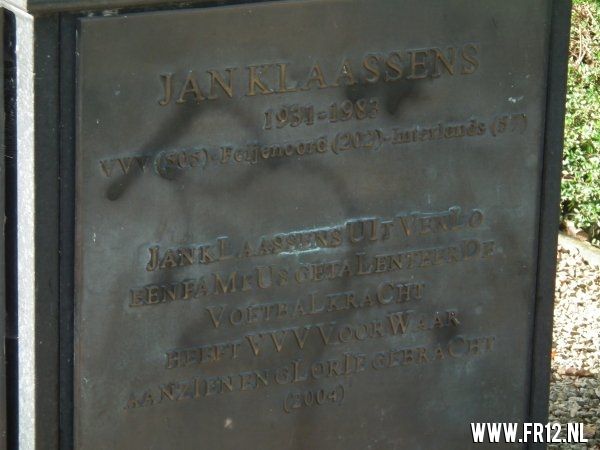 JAN KLAASSENS
1931-1983
VVV - Feijenoord (202) - Interlands (57)
JAN KLAASSENS UIT VENLO
EEN FAMEUS GETALENTEERDE
VOETBALKRACHT
HEEFT VVV VOORWAAR
AANZIEN EN GLORIE GEBRACHT
(2004)
WWW.FR12.NL